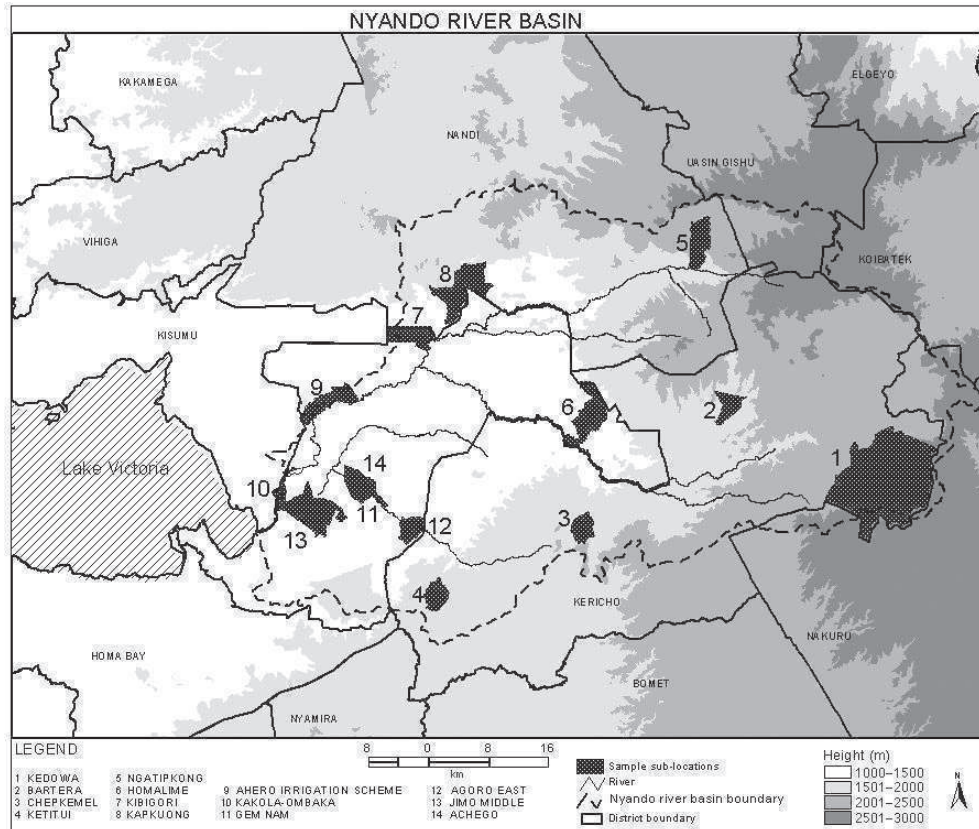 NYANDO RIVER BASIN
KAKAMEGA
ELGEYO
NANDI
UASIN GISHU
VIHIGA
KOIBATEK
5
8
7
KISUMU
9
6
2
1
Lake Victoria
14
10
11
12
13
3
4
KERICHO
NAKURU
HOMA BAY
BOMET
NYAMIRA
LEGEND
1 KEDOWA
2 BARTERA
3 CHEPKEMEL
4 KETITUI
5 NGATIPKONG
6 HOMALIME
7 KIBIGORI
8 KAPKUONG
9 AHERO IRRIGATION SCHEME
10 KAKOLA-OMBAKA
11 GEM NAM
12 AGORO EAST
13 JIMO MIDDLE
14 ACHEGO
8 0 8 16
km
Sample sub-locations
River
Nyando river basin boundary
District boundary
Height (m)
1000–1500
1501–2000
2001–2500
2501–3000
N